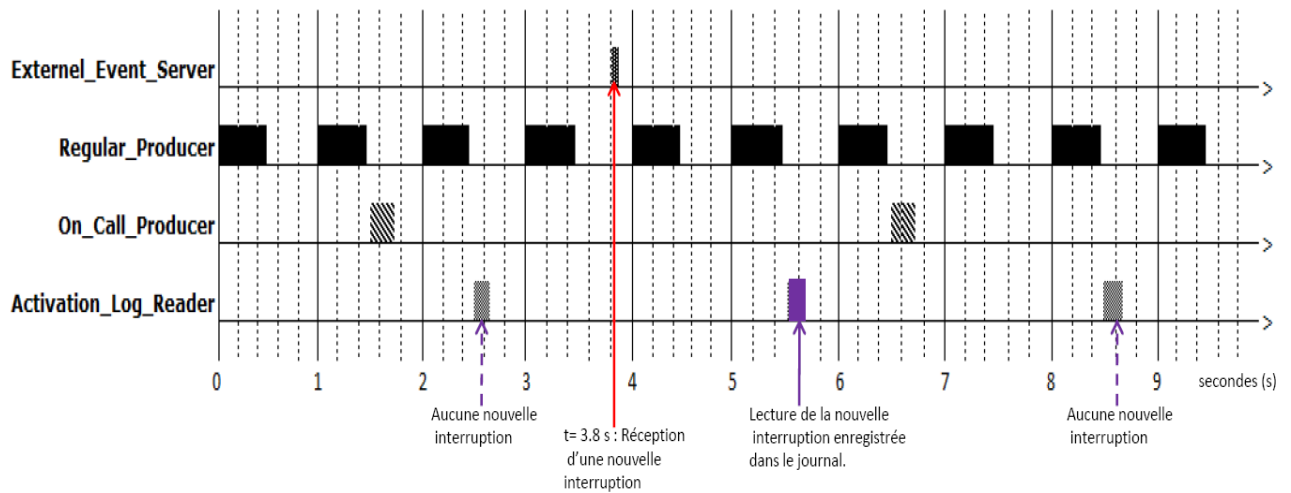 Externel_Event_Server
Regular_Producer
On_Call_Producer
Activation_Log_Reader
0 1 2 3 4 5 6 7 8 9 secondes (s)
Aucune nouvelle
interruption
t= 3.8 s : Réception
d'une nouvelle
interruption
Lecture de la nouvelle
interruption enregistrée
dans le journal.
Aucune nouvelle
interruption